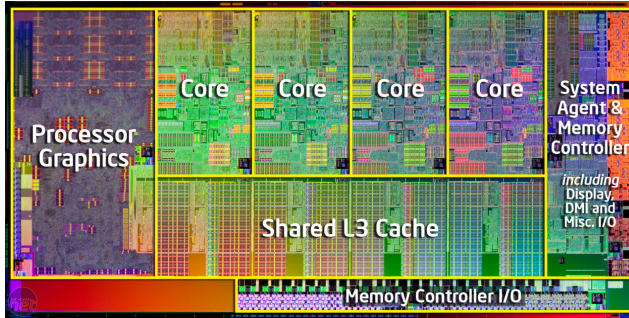 Processor
Graphics
Core
Core
Core
Core
System
Agent &
Memory
Controller
including
Display,
DMI and
Misc. I/O
Shared L3 Cache
Memory Controller I/O